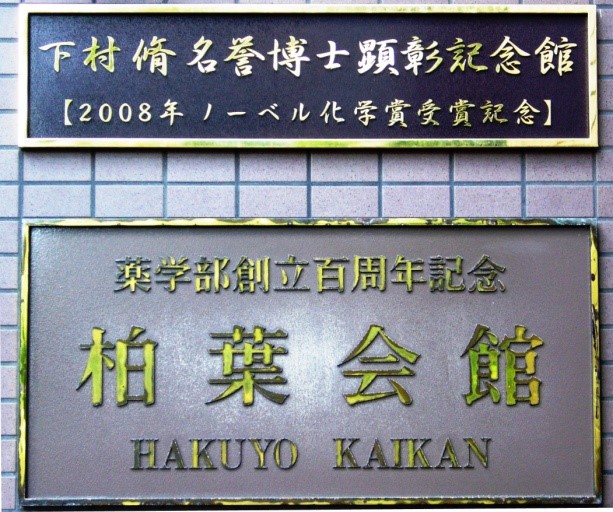 下村脩名誉博士顕彰記念館
【2008年ノーベル化学賞受賞記念】
薬学部創立百周年記念
柏葉会館
HAKUYO KAIKAN